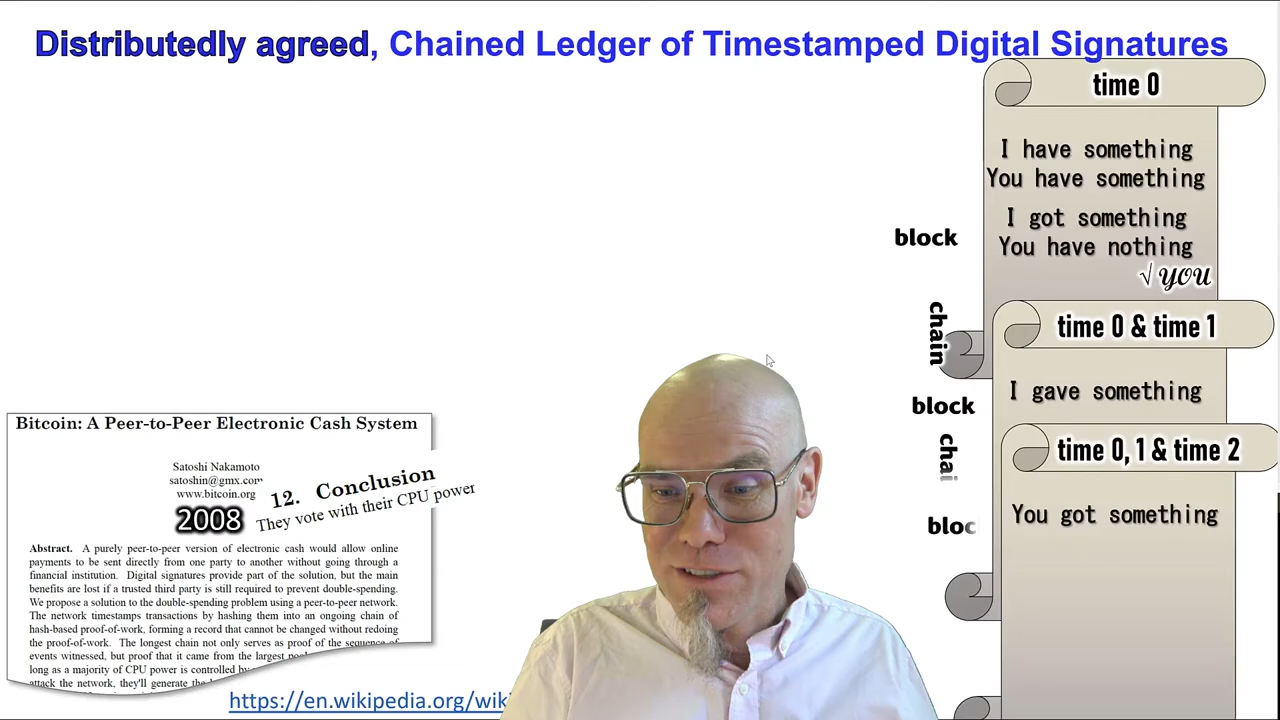 Distributedly agreed, Chained Ledger of Timestamped Digital Signatures
time 0
I have something
You have something
I got something
You have nothing
√ you
block
chain
time 0 & time 1
I gave something
block
chai
time 0, 1 & time 2
You got something
bloc
Bitcoin: A Peer-to-Peer Electronic Cash System
Satoshi Nakamoto
satoshin@gmx.com
www.bitcoin.org
2008
12. Conclusion
They vote with their CPU power
Abstract. A purely peer-to-peer version of electronic cash would allow online
payments to be sent directly from one party to another without going through a
financial institution. Digital signatures provide part of the solution, but the main
benefits are lost if a trusted third party is still required to prevent double-spending.
We propose a solution to the double-spending problem using a peer-to-peer network.
The network timestamps transactions by hashing them into an ongoing chain of
hash-based proof-of-work, forming a record that cannot be changed without redoing
the proof-of-work. The longest chain not only serves as proof of the sequence of
events witnessed, but proof that it came from the largest
long as a majority of CPU power is controlled by
attack the network, they'll generate the
https://en.wikipedia.org/wik